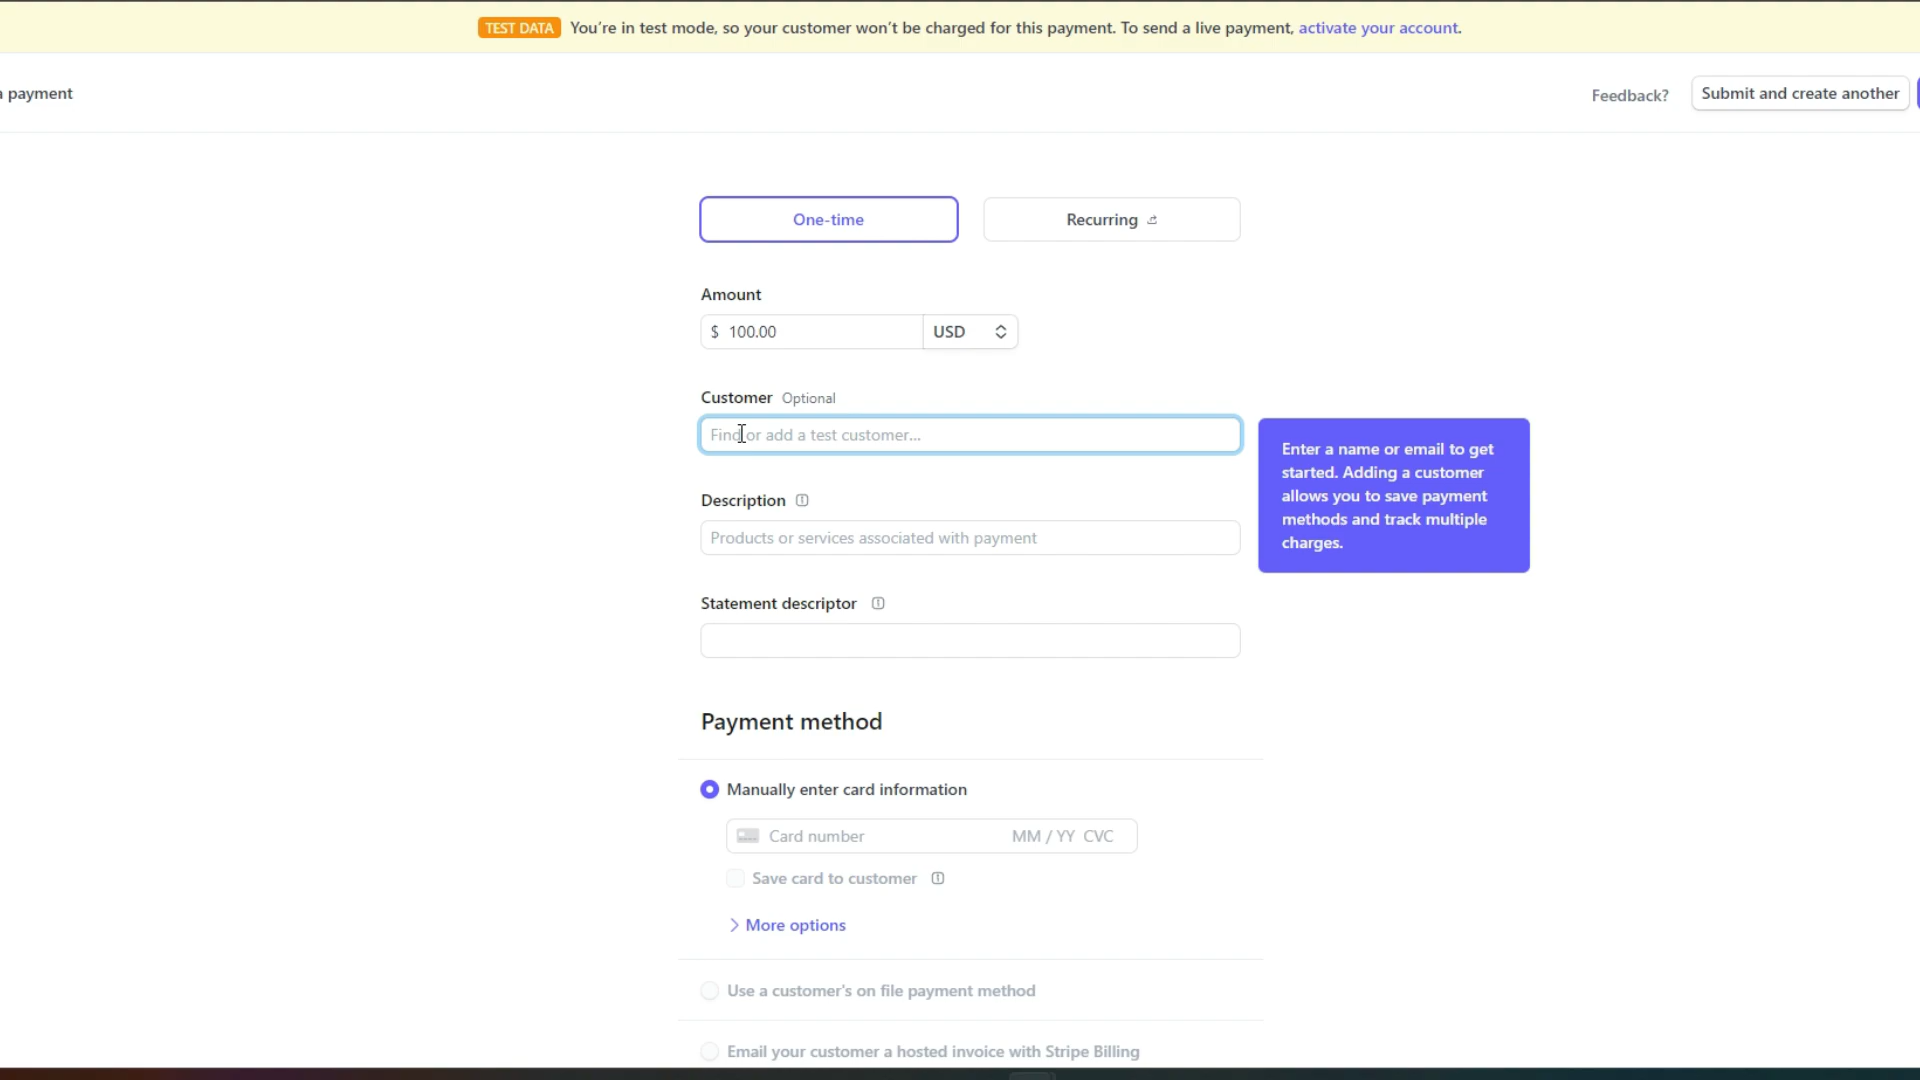 TEST DATA You’re in test mode, so your customer won’t be charged for this payment. To send a live payment, activate your account.
a payment
Feedback?
Submit and create another
One-time
Recurring
Amount
$ 100.00 USD
Customer Optional
Find or add a test customer...
Enter a name or email to get
started. Adding a customer
allows you to save payment
methods and track multiple
charges.
Description
Products or services associated with payment
Statement descriptor
Payment method
Manually enter card information
Card number MM / YY CVC
Save card to customer
More options
Use a customer's on file payment method
Email your customer a hosted invoice with Stripe Billing